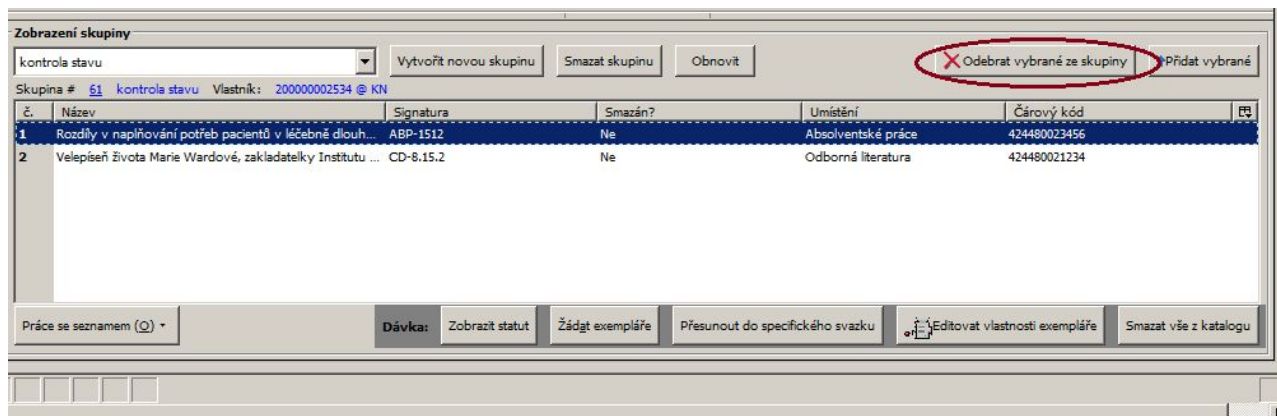 Zobrazení skupiny
kontrola stavu Vytvořit novou skupinu Smazat skupinu Obnovit Odebrat vybrané ze skupiny Přidat vybrané
Skupina # 61 kontrola stavu Vlastník: 200000002534 @ KN
č. Název Signatura Smazán? Umístění Čárový kód
1 Rozdíly v naplňování potřeb pacientů v léčebně dlouh... ABP-1512 Ne Absolventské práce 424480023456
2 Velepíseň života Marie Wardové, zakladatelky Institutu ... CD-8.15.2 Ne Odborná literatura 424480021234
Práce se seznamem (O) Dávka: Zobrazit statut Žádat exempláře Přesunout do specifického svazku Editovat vlastnosti exempláře Smazat vše z katalogu